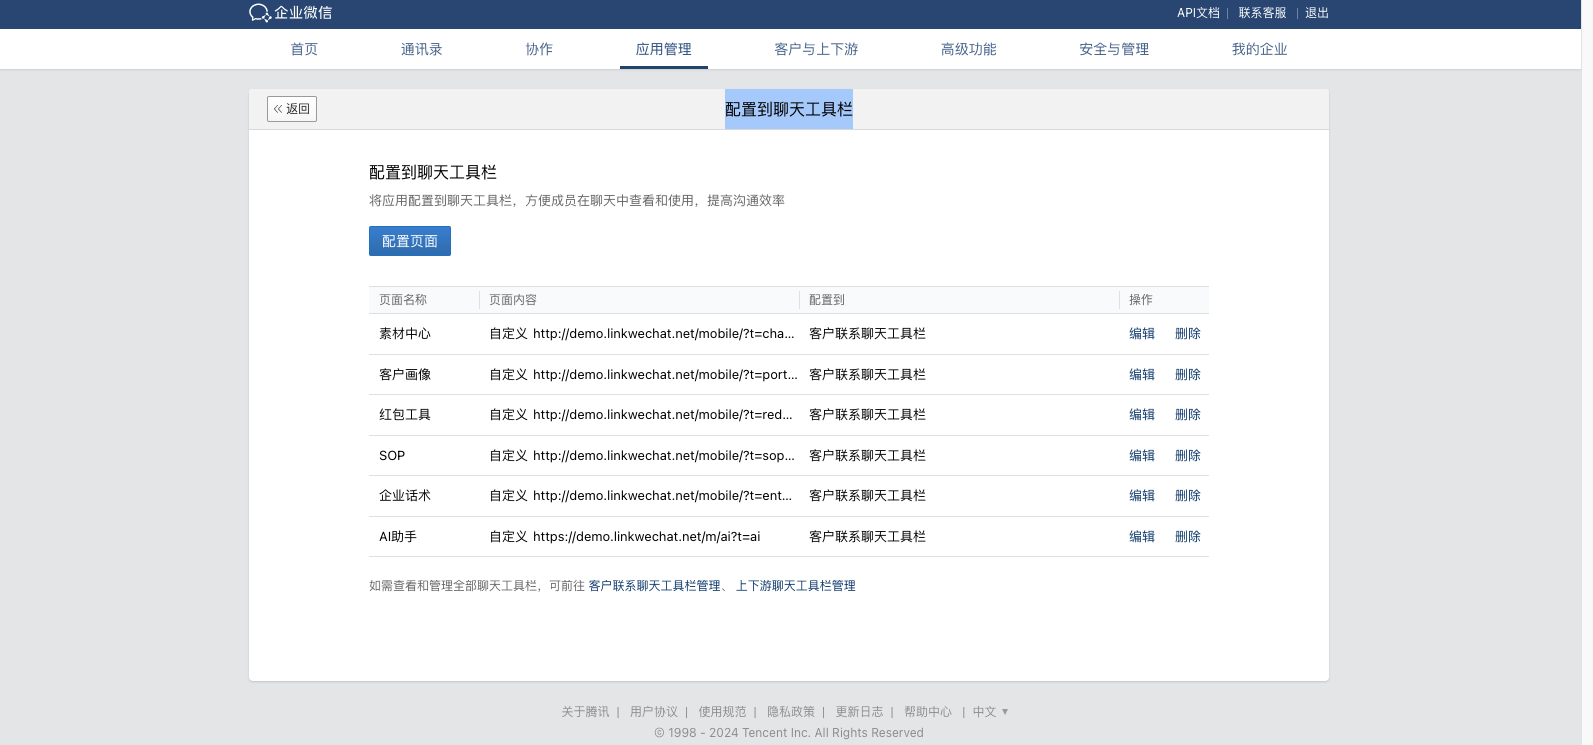 企业微信 API文档 | 联系客服 | 退出
首页 通讯录 协作 应用管理 客户与上下游 高级功能 安全与管理 我的企业
« 返回 配置到聊天工具栏
配置到聊天工具栏
将应用配置到聊天工具栏，方便成员在聊天中查看和使用，提高沟通效率
配置页面
页面名称 页面内容 配置到 操作
素材中心 自定义 http://demo.linkwechat.net/mobile/?t=cha... 客户联系聊天工具栏 编辑 删除
客户画像 自定义 http://demo.linkwechat.net/mobile/?t=port... 客户联系聊天工具栏 编辑 删除
红包工具 自定义 http://demo.linkwechat.net/mobile/?t=red... 客户联系聊天工具栏 编辑 删除
SOP 自定义 http://demo.linkwechat.net/mobile/?t=sop... 客户联系聊天工具栏 编辑 删除
企业话术 自定义 http://demo.linkwechat.net/mobile/?t=ent... 客户联系聊天工具栏 编辑 删除
AI助手 自定义 https://demo.linkwechat.net/m/ai?t=ai 客户联系聊天工具栏 编辑 删除
如需查看和管理全部聊天工具栏，可前往 客户联系聊天工具栏管理、 上下游聊天工具栏管理
关于腾讯 | 用户协议 | 使用规范 | 隐私政策 | 更新日志 | 帮助中心 | 中文 ▼
© 1998 - 2024 Tencent Inc. All Rights Reserved